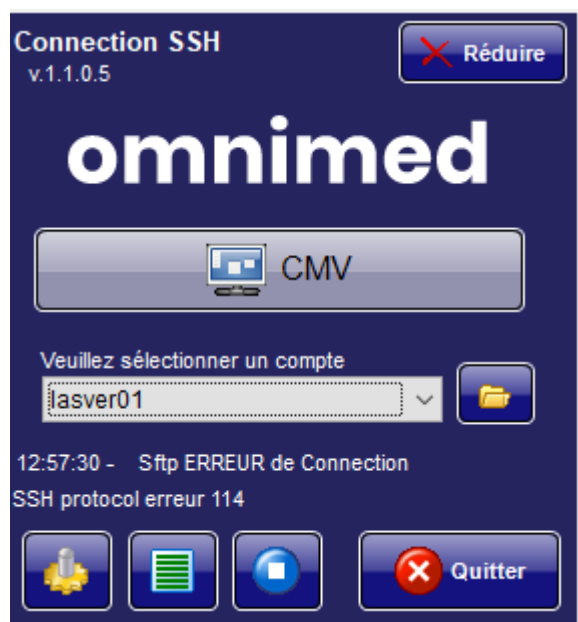 Connection SSH
Réduire
v.1.1.0.5
omnimed
CMV
Veuillez sélectionner un compte
lasver01
12:57:30 - Sftp ERREUR de Connection
SSH protocol erreur 114
Quitter